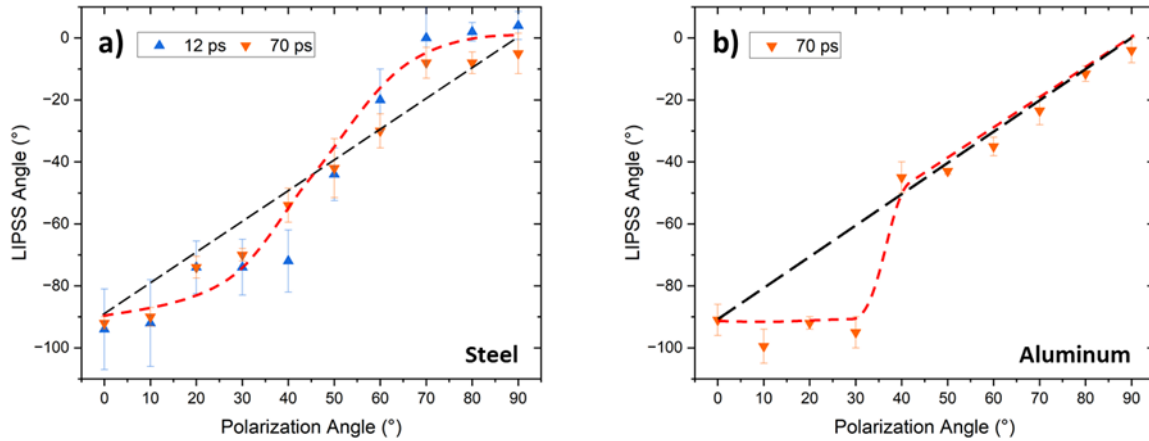 a)
12 ps 70 ps
LIPSS Angle (°)
0
−20
−40
−60
−80
−100
Steel
0 10 20 30 40 50 60 70 80 90
Polarization Angle (°)
b)
70 ps
LIPSS Angle (°)
0
−20
−40
−60
−80
−100
Aluminum
0 10 20 30 40 50 60 70 80 90
Polarization Angle (°)